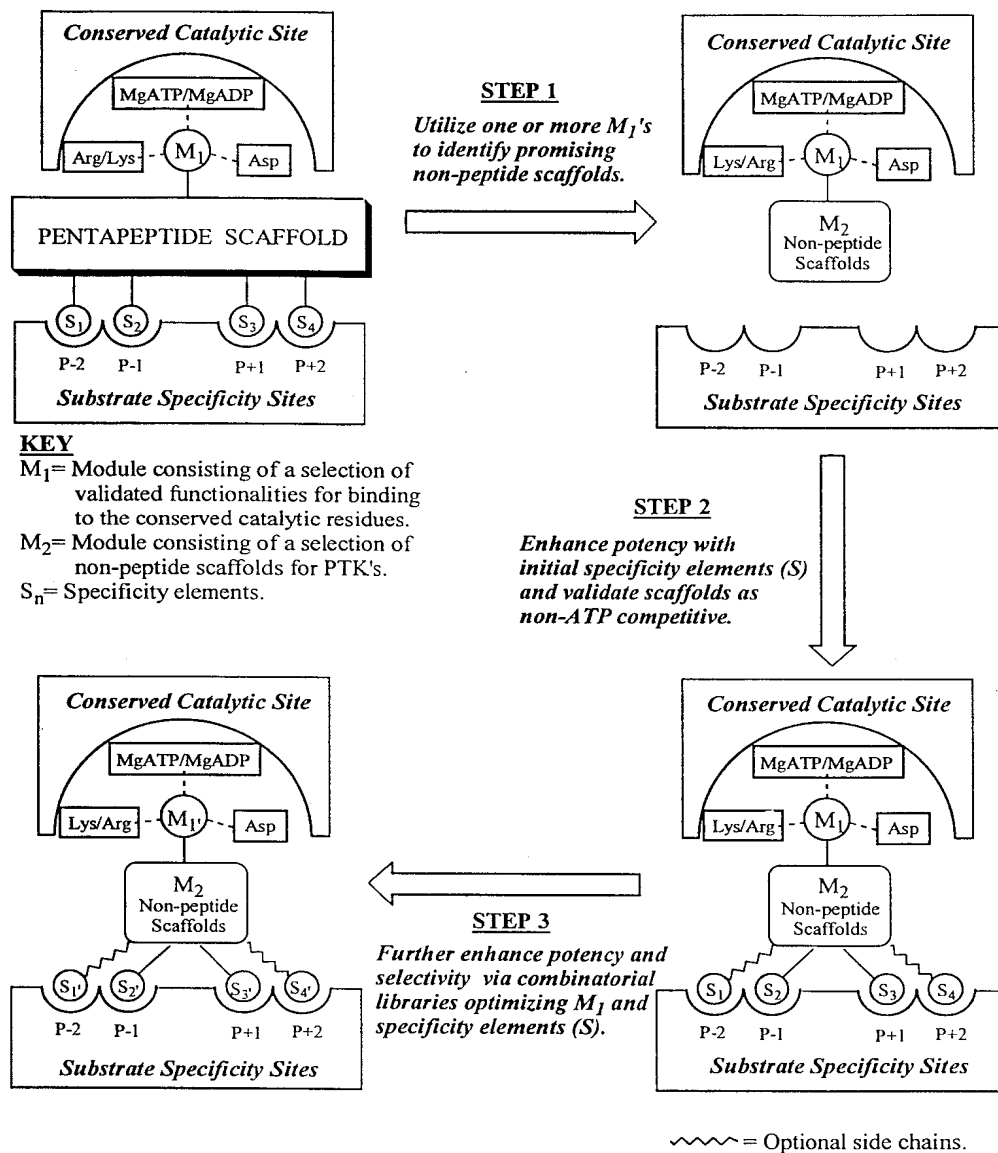 Conserved Catalytic Site
MgATP/MgADP
Arg/Lys
M1
Asp
PENTAPEPTIDE SCAFFOLD
S1
S2
S3
S4
P-2
P-1
P+1
P+2
Substrate Specificity Sites
STEP 1
Utilize one or more M1's
to identify promising
non-peptide scaffolds.
Conserved Catalytic Site
MgATP/MgADP
Lys/Arg
M1
Asp
M2
Non-peptide
Scaffolds
P-2
P-1
P+1
P+2
Substrate Specificity Sites
KEY
M1= Module consisting of a selection of
validated functionalities for binding
to the conserved catalytic residues.
M2= Module consisting of a selection of
non-peptide scaffolds for PTK's.
Sn= Specificity elements.
STEP 2
Enhance potency with
initial specificity elements (S)
and validate scaffolds as
non-ATP competitive.
Conserved Catalytic Site
MgATP/MgADP
Lys/Arg
M1'
Asp
M2
Non-peptide
Scaffolds
S1'
S2'
S3'
S4'
P-2
P-1
P+1
P+2
Substrate Specificity Sites
STEP 3
Further enhance potency and
selectivity via combinatorial
libraries optimizing M1 and
specificity elements (S).
Conserved Catalytic Site
MgATP/MgADP
Lys/Arg
M1
Asp
M2
Non-peptide
Scaffolds
S1
S2
S3
S4
P-2
P-1
P+1
P+2
Substrate Specificity Sites
= Optional side chains.